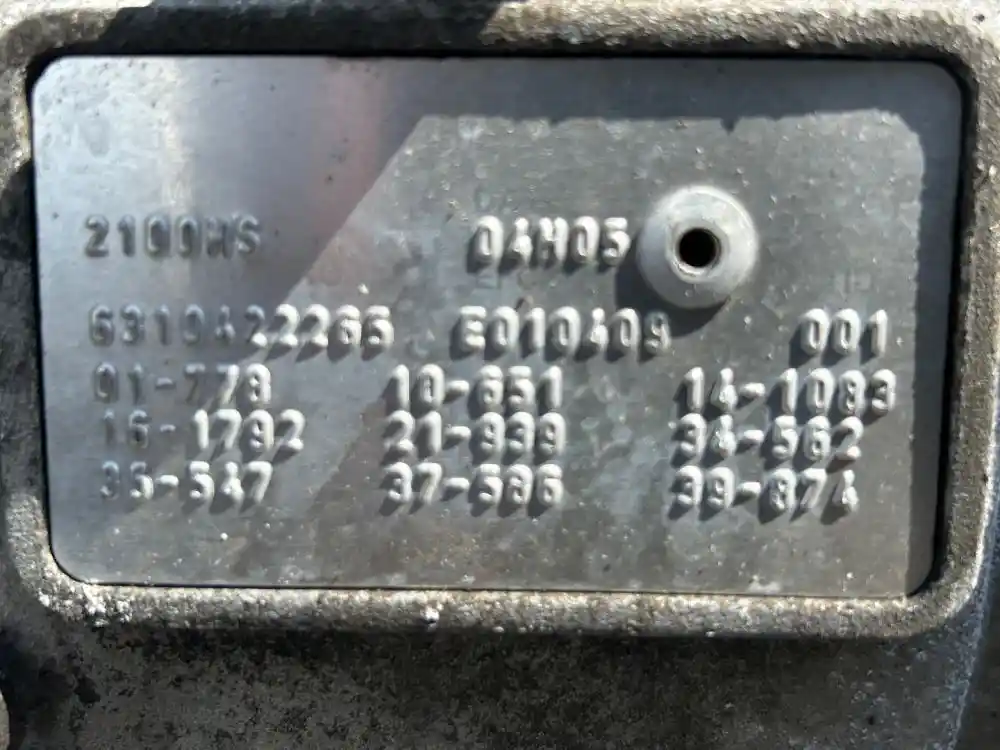 2100HS 04H05
6310422265 E010409 001
01-778 10-651 14-1083
16-1792 21-939 34-562
35-547 37-586 39-874